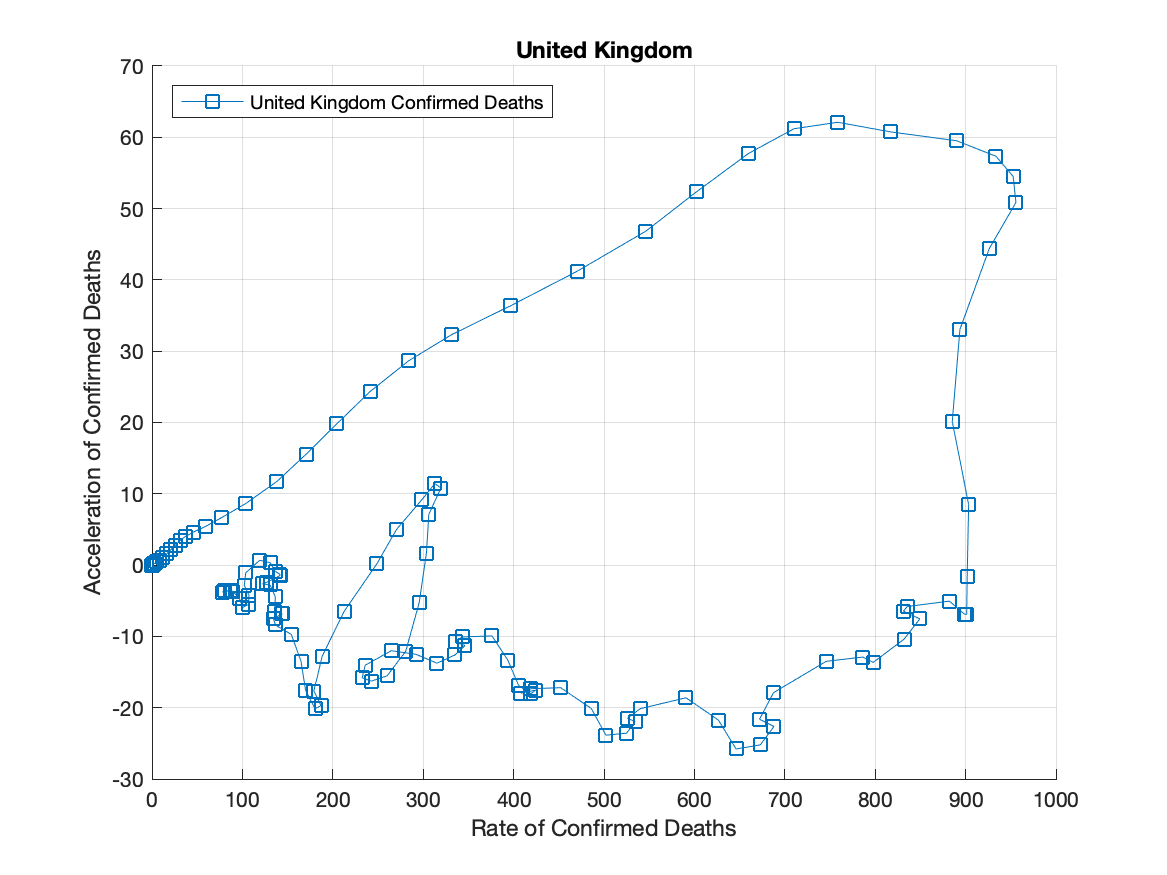 United Kingdom
United Kingdom Confirmed Deaths
70
60
50
40
30
20
10
0
-10
-20
-30
Acceleration of Confirmed Deaths
0 100 200 300 400 500 600 700 800 900 1000
Rate of Confirmed Deaths